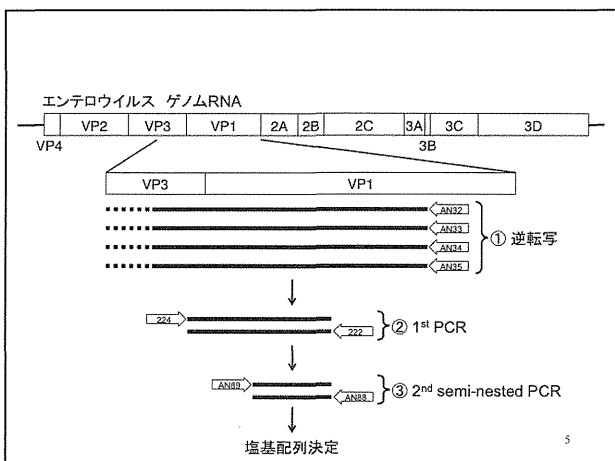 エンテロウイルス ゲノムRNA
VP2 VP3 VP1 2A 2B 2C 3A 3C 3D
VP4 3B
VP3 VP1
AN32
AN33
AN34
AN35
① 逆転写
224
222
② 1st PCR
AN89
AN88
③ 2nd semi-nested PCR
塩基配列決定
5